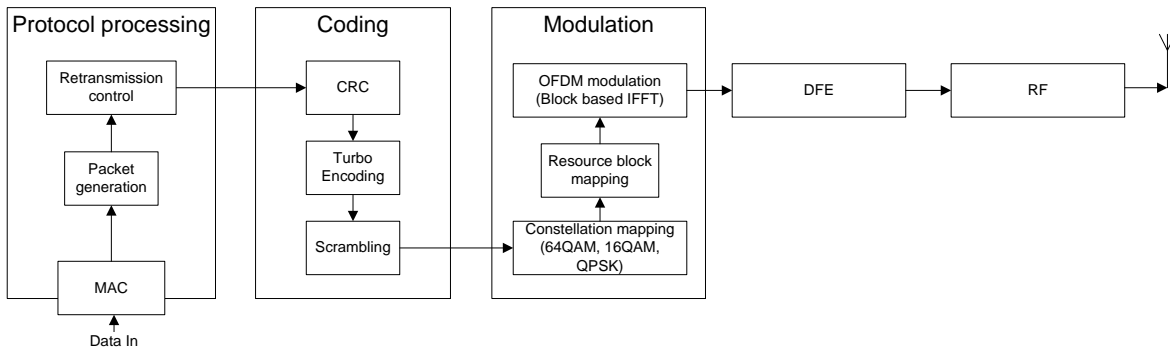 Protocol processing
Retransmission
control
Packet
generation
MAC
Data In
Coding
CRC
Turbo
Encoding
Scrambling
Modulation
OFDM modulation
(Block based IFFT)
Resource block
mapping
Constellation mapping
(64QAM, 16QAM,
QPSK)
DFE
RF